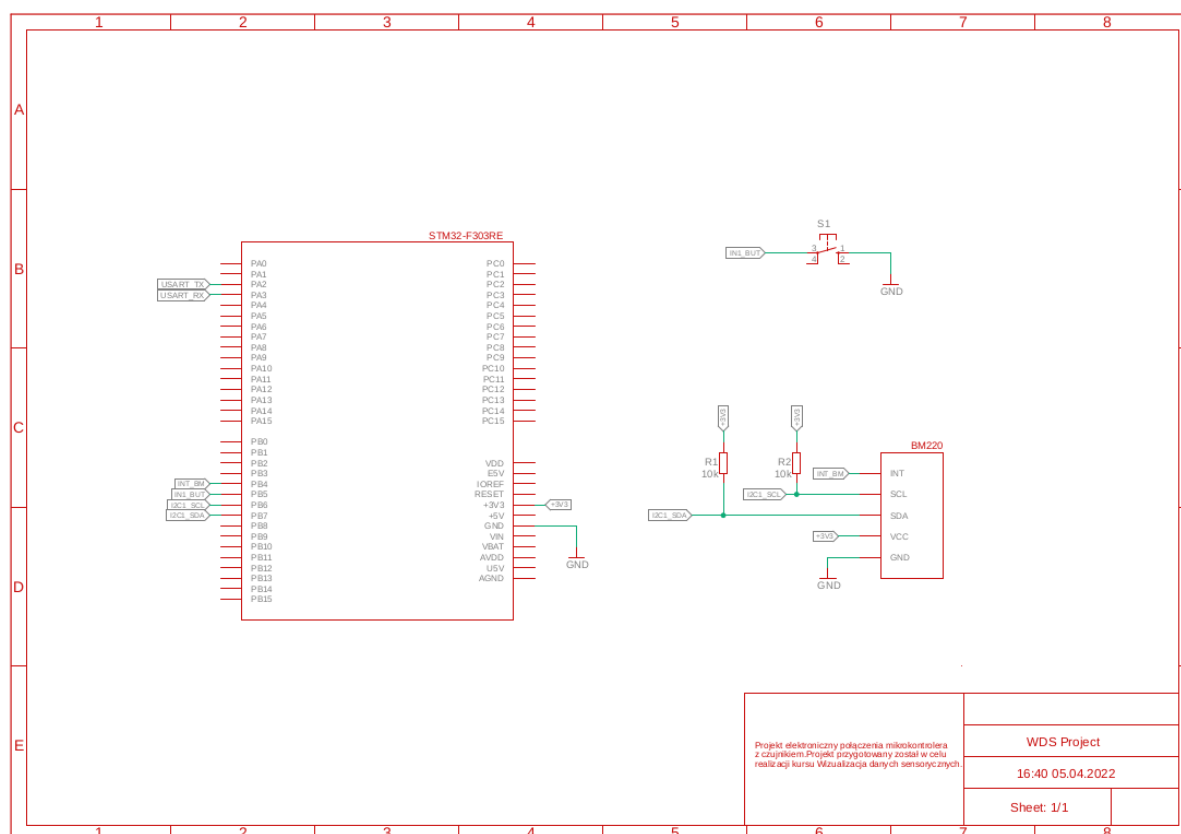 1 2 3 4 5 6 7 8
A
B
C
D
E
STM32-F303RE
USART_TX
USART_RX
INT_BM
IN1_BUT
I2C1_SCL
I2C1_SDA
PA0
PA1
PA2
PA3
PA4
PA5
PA6
PA7
PA8
PA9
PA10
PA11
PA12
PA13
PA14
PA15
PB0
PB1
PB2
PB3
PB4
PB5
PB6
PB7
PB8
PB9
PB10
PB11
PB12
PB13
PB14
PB15
PC0
PC1
PC2
PC3
PC4
PC5
PC6
PC7
PC8
PC9
PC10
PC11
PC12
PC13
PC14
PC15
VDD
E5V
IOREF
RESET
+3V3
+5V
GND
VIN
VBAT
AVDD
U5V
AGND
+3V3
GND
S1
IN1_BUT
3 1
4 2
GND
+3V3
+3V3
R1
10k
R2
10k
BM220
INT_BM
I2C1_SCL
I2C1_SDA
+3V3
INT
SCL
SDA
VCC
GND
GND
Projekt elektroniczny połączenia mikrokontrolera
z czujnikiem.Projekt przygotowany został w celu
realizacji kursu Wizualizacja danych sensorycznych.
WDS Project
16:40 05.04.2022
Sheet: 1/1
1 2 3 4 5 6 7 8